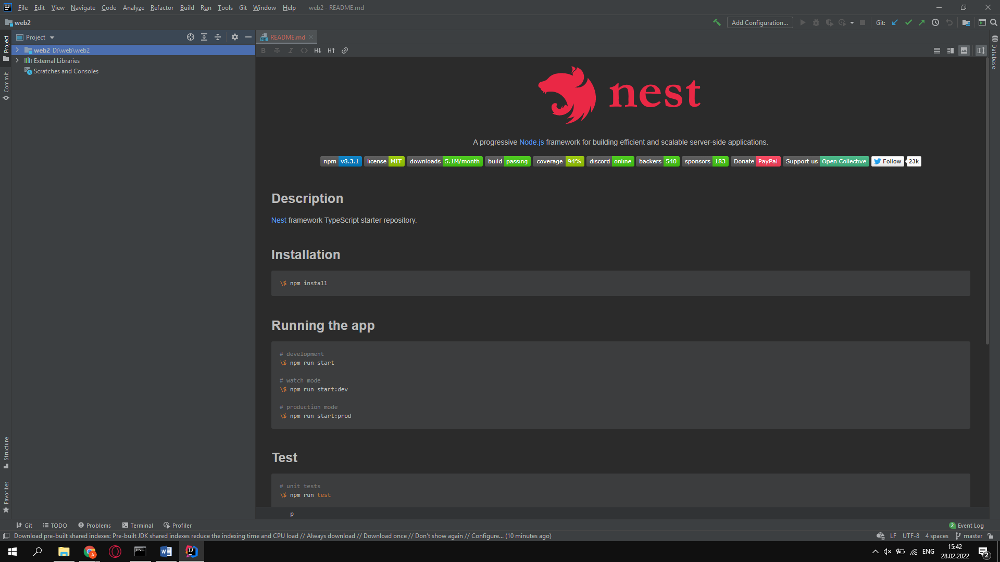 File Edit View Navigate Code Analyze Refactor Build Run Tools Git Window Help web2 - README.md
web2
Add Configuration...
Git:
Project
README.md
web2 D:\web\web2
External Libraries
Scratches and Consoles
Project
Commit
Structure
Favorites
Database
nest
A progressive Node.js framework for building efficient and scalable server-side applications.
npm v8.3.1 license MIT downloads 5.1M/month build passing coverage 94% discord online backers 540 sponsors 183 Donate PayPal Support us Open Collective Follow 23k
Description
Nest framework TypeScript starter repository.
Installation
\$ npm install
Running the app
# development
\$ npm run start
# watch mode
\$ npm run start:dev
# production mode
\$ npm run start:prod
Test
# unit tests
\$ npm run test
p
Git TODO Problems Terminal Profiler
2 Event Log
Download pre-built shared indexes: Pre-built JDK shared indexes reduce the indexing time and CPU load // Always download // Download once // Don't show again // Configure... (10 minutes ago)
LF UTF-8 4 spaces master
ENG
15:42
28.02.2022
2